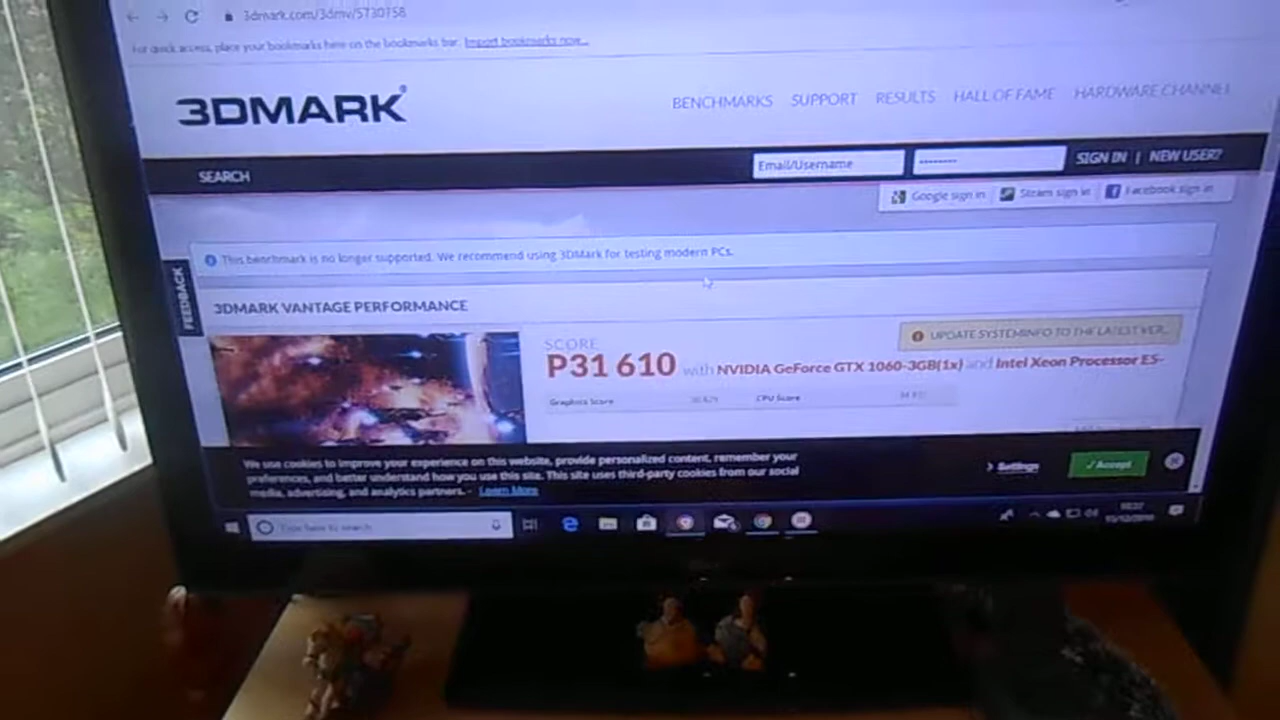 3dmark.com/3dmv/5730758
For quick access, place your bookmarks here on the bookmarks bar. Import bookmarks now...
3DMARK®
BENCHMARKS SUPPORT RESULTS HALL OF FAME HARDWARE CHANNEL
SEARCH Email/Username SIGN IN | NEW USER?
Google sign in Steam sign in Facebook sign in
FEEDBACK
This benchmark is no longer supported. We recommend using 3DMark for testing modern PCs.
3DMARK VANTAGE PERFORMANCE
UPDATE SYSTEMINFO TO THE LATEST VER...
SCORE
P31 610 with NVIDIA GeForce GTX 1060-3GB(1x) and Intel Xeon Processor E5-
Graphics Score CPU Score
We use cookies to improve your experience on this website, provide personalized content, remember your
preferences, and better understand how you use this site. This site uses third-party cookies from our social
media, advertising, and analytics partners. - Learn More
Settings ✓Accept
Type here to search